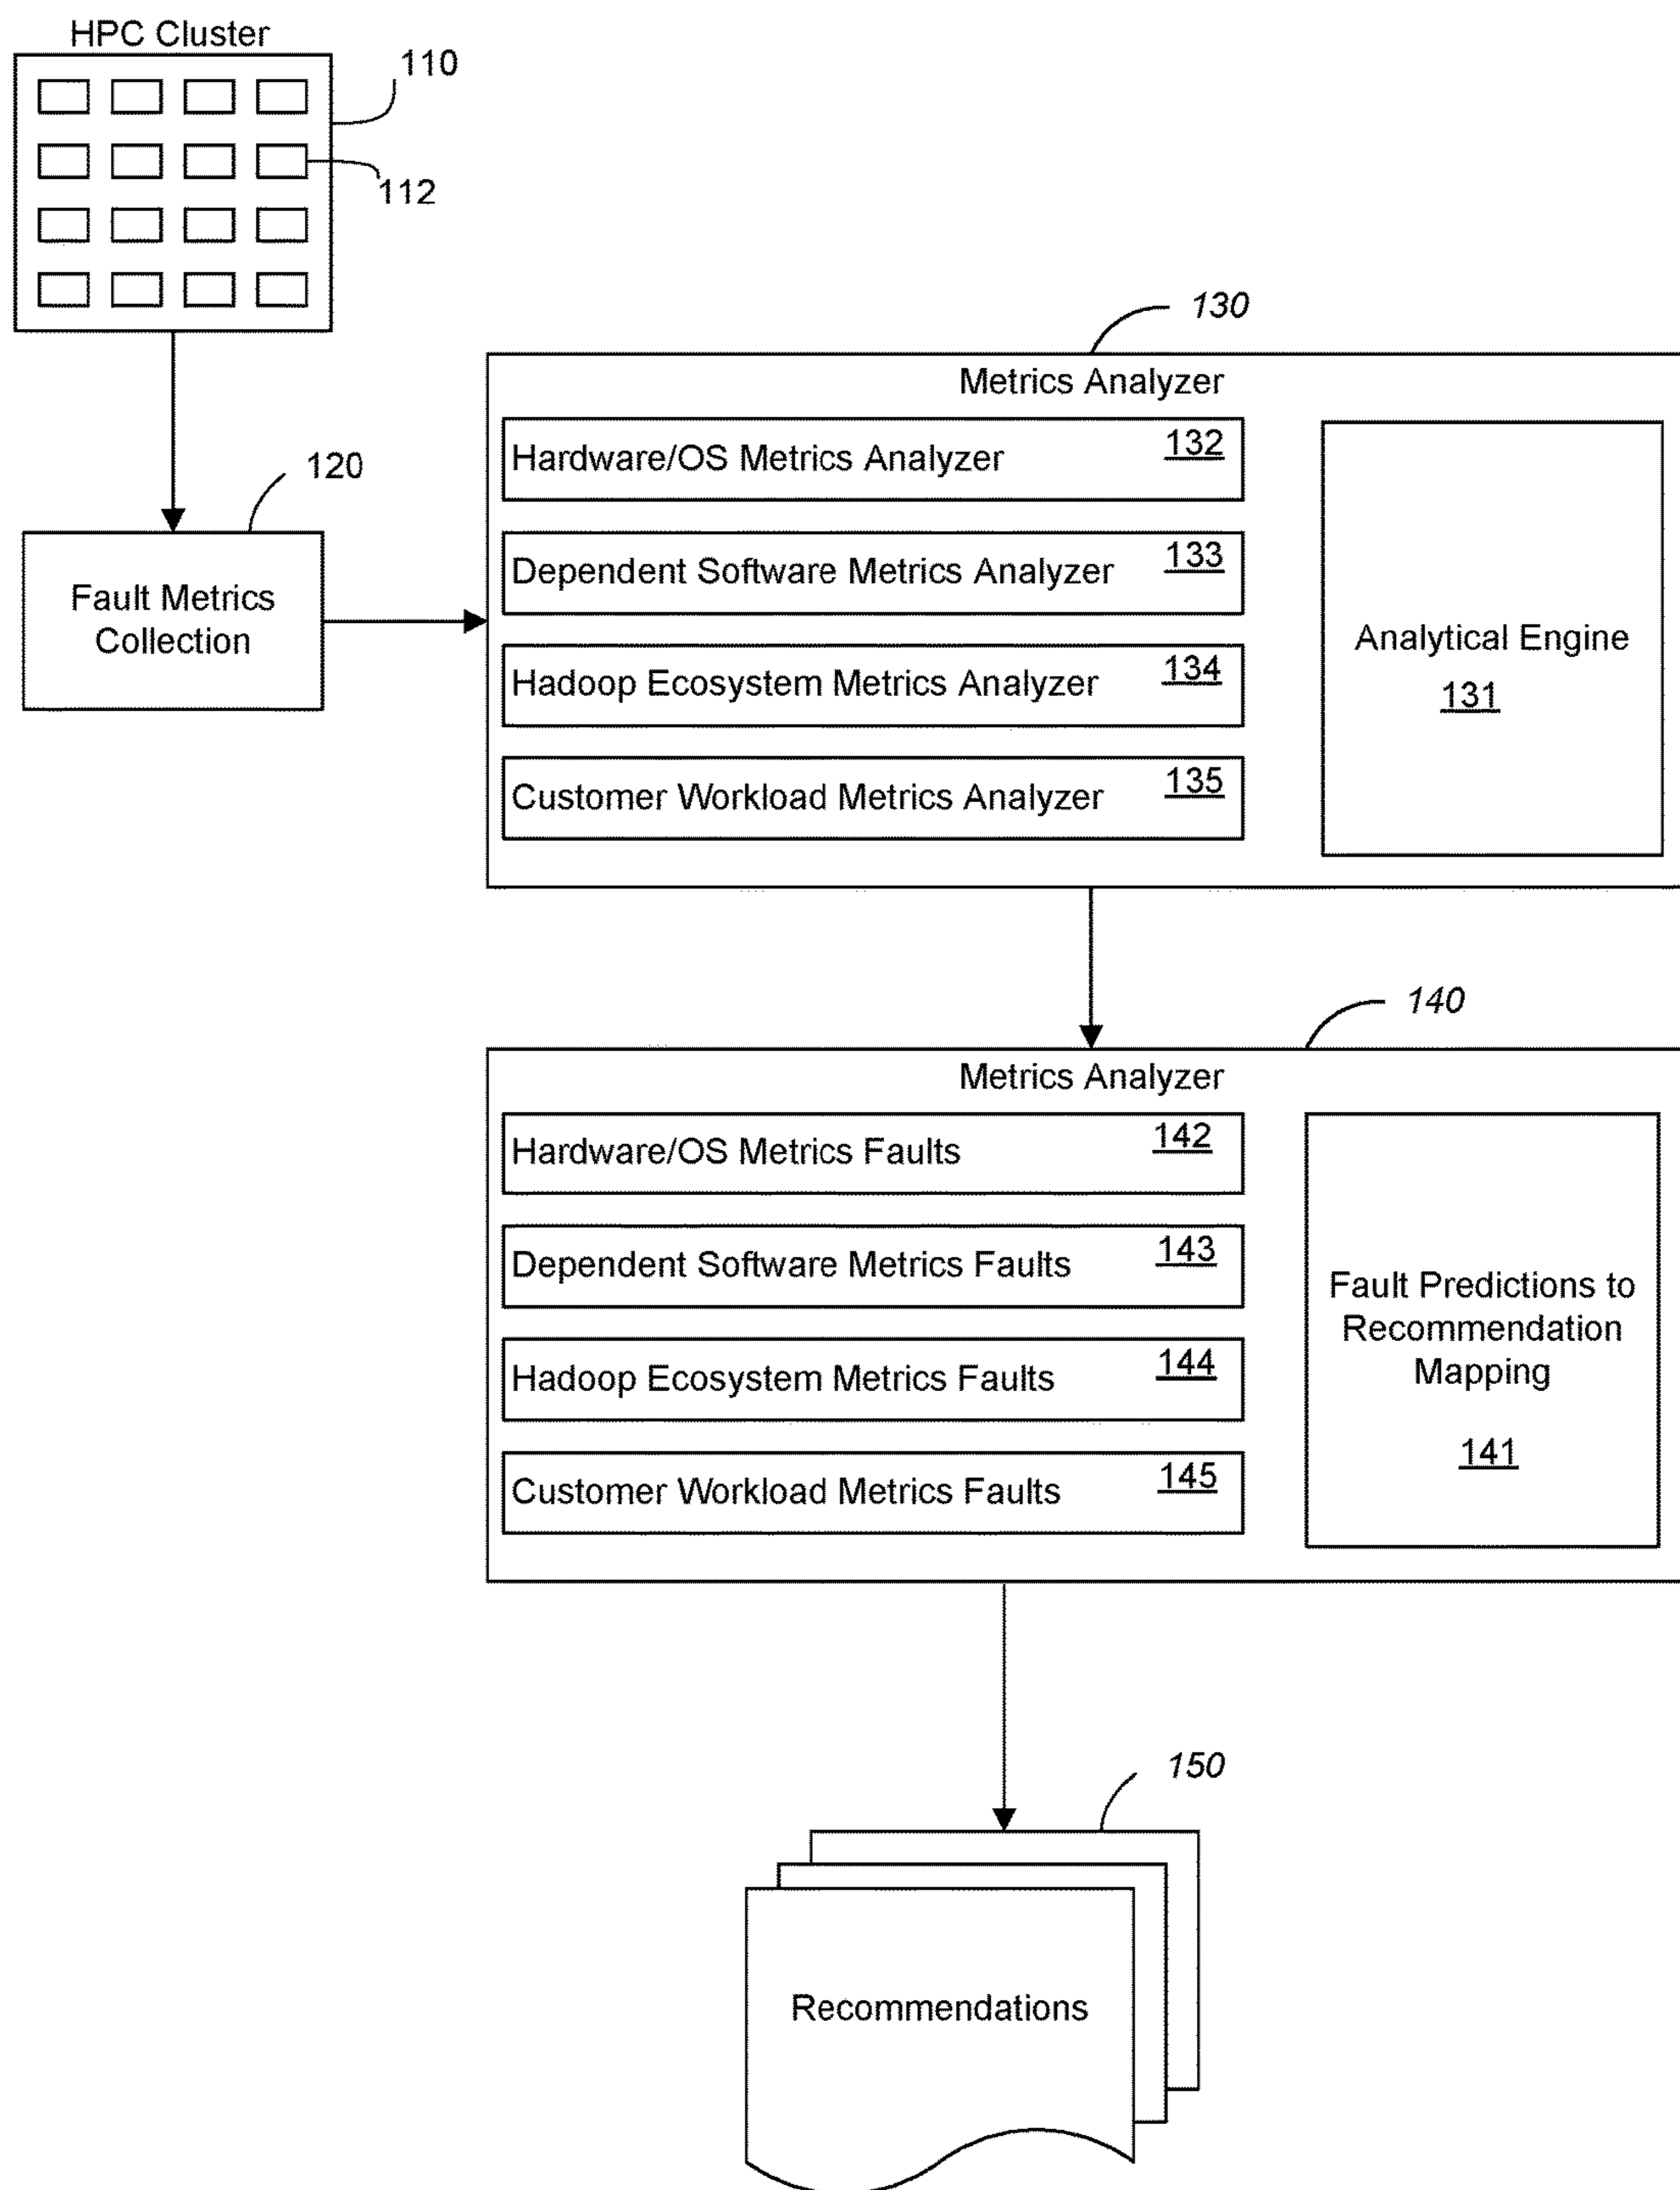 HPC Cluster
110
112
130
Metrics Analyzer
Hardware/OS Metrics Analyzer 132
Dependent Software Metrics Analyzer 133
Hadoop Ecosystem Metrics Analyzer 134
Customer Workload Metrics Analyzer 135
Analytical Engine
131
120
Fault Metrics
Collection
140
Metrics Analyzer
Hardware/OS Metrics Faults 142
Dependent Software Metrics Faults 143
Hadoop Ecosystem Metrics Faults 144
Customer Workload Metrics Faults 145
Fault Predictions to
Recommendation
Mapping
141
150
Recommendations